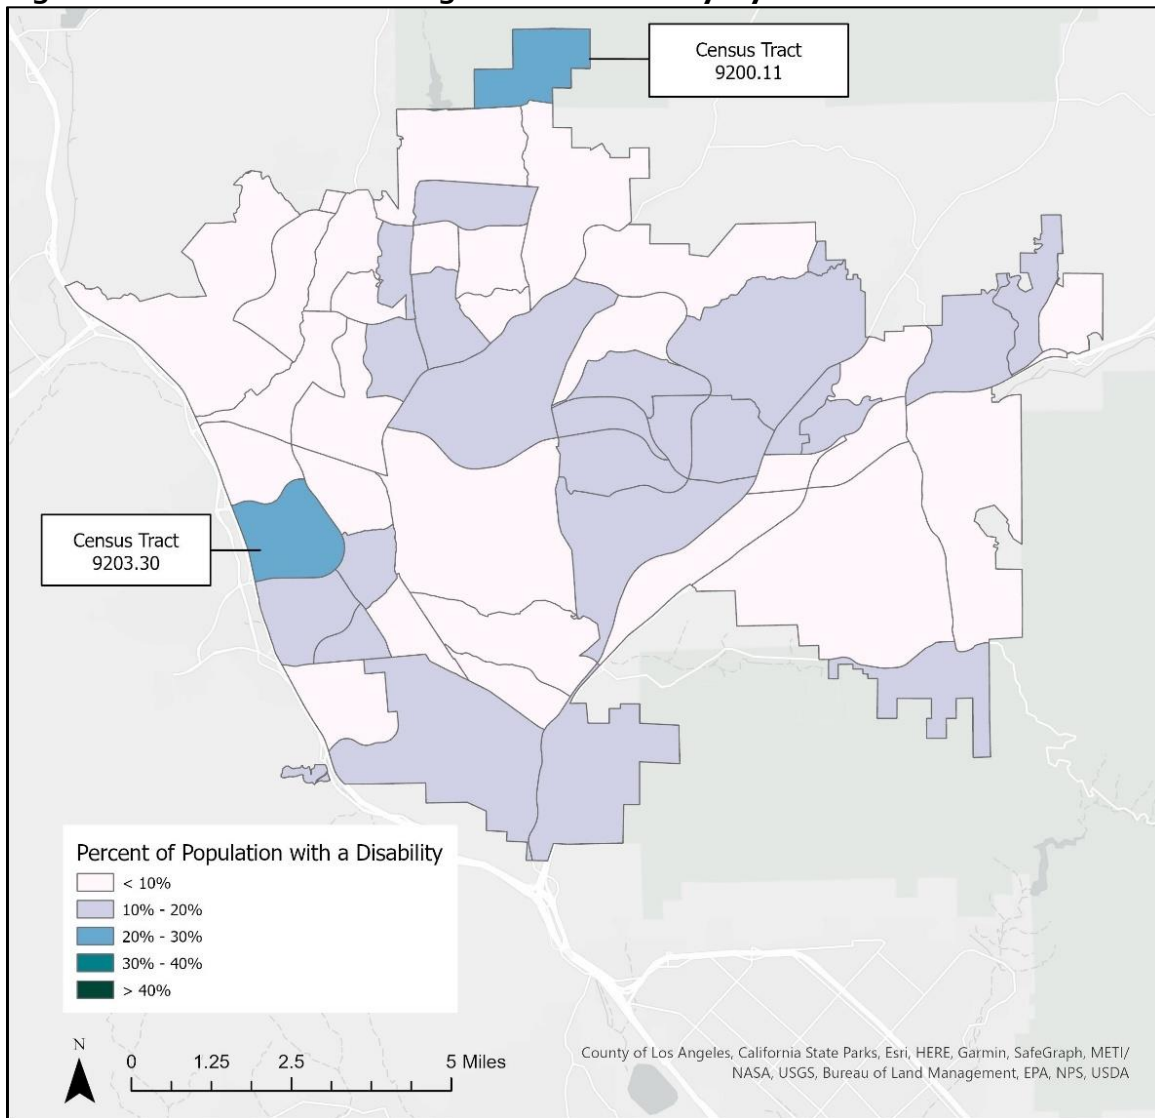 Census Tract
9200.11
Census Tract
9203.30
Percent of Population with a Disability
< 10%
10% - 20%
20% - 30%
30% - 40%
> 40%
N
0 1.25 2.5 5 Miles
County of Los Angeles, California State Parks, Esri, HERE, Garmin, SafeGraph, METI/
NASA, USGS, Bureau of Land Management, EPA, NPS, USDA